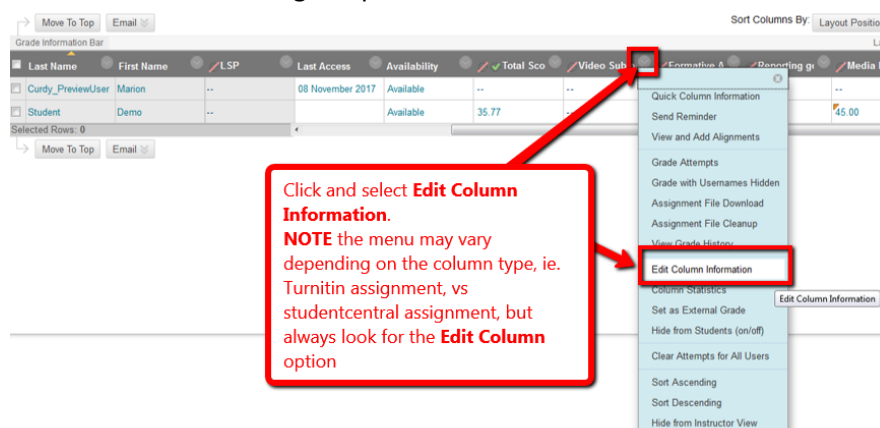 Move To Top Email Sort Columns By: Layout Positio
Grade Information Bar
Last Name First Name LSP Last Access Availability Total Sco Video Sub Formative A Reporting gr Media
Curdy_PreviewUser Marion -- 08 November 2017 Available -- -- --
Student Demo -- Available 35.77 -- 45.00
Selected Rows: 0
Move To Top Email
Click and select Edit Column
Information.
NOTE the menu may vary
depending on the column type, ie.
Turnitin assignment, vs
studentcentral assignment, but
always look for the Edit Column
option
Quick Column Information
Send Reminder
View and Add Alignments
Grade Attempts
Grade with Usernames Hidden
Assignment File Download
Assignment File Cleanup
View Grade History
Edit Column Information
Column Statistics
Edit Column Information
Set as External Grade
Hide from Students (on/off)
Clear Attempts for All Users
Sort Ascending
Sort Descending
Hide from Instructor View